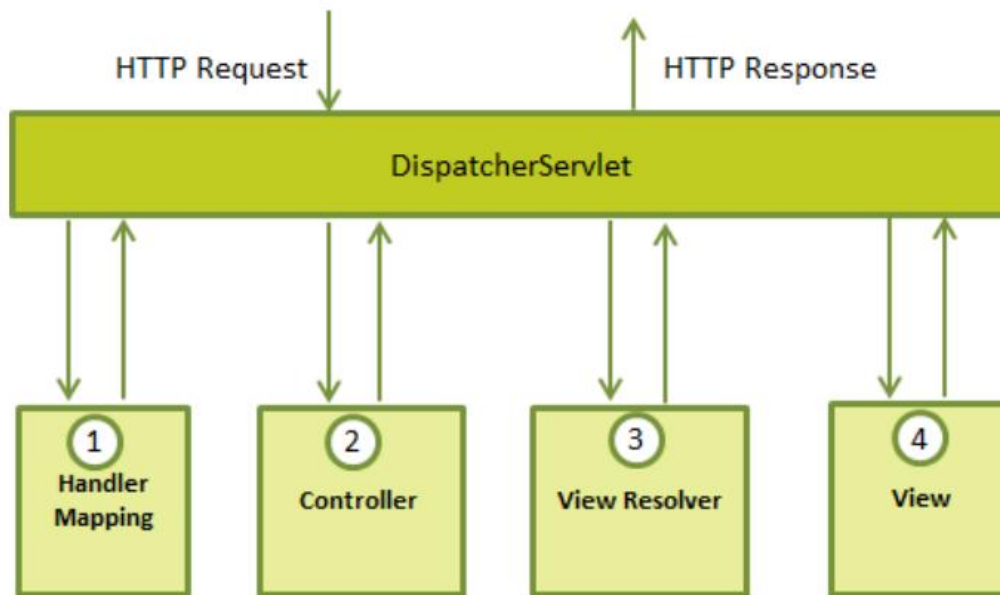 HTTP Request
HTTP Response
DispatcherServlet
1
Handler
Mapping
2
Controller
3
View Resolver
4
View